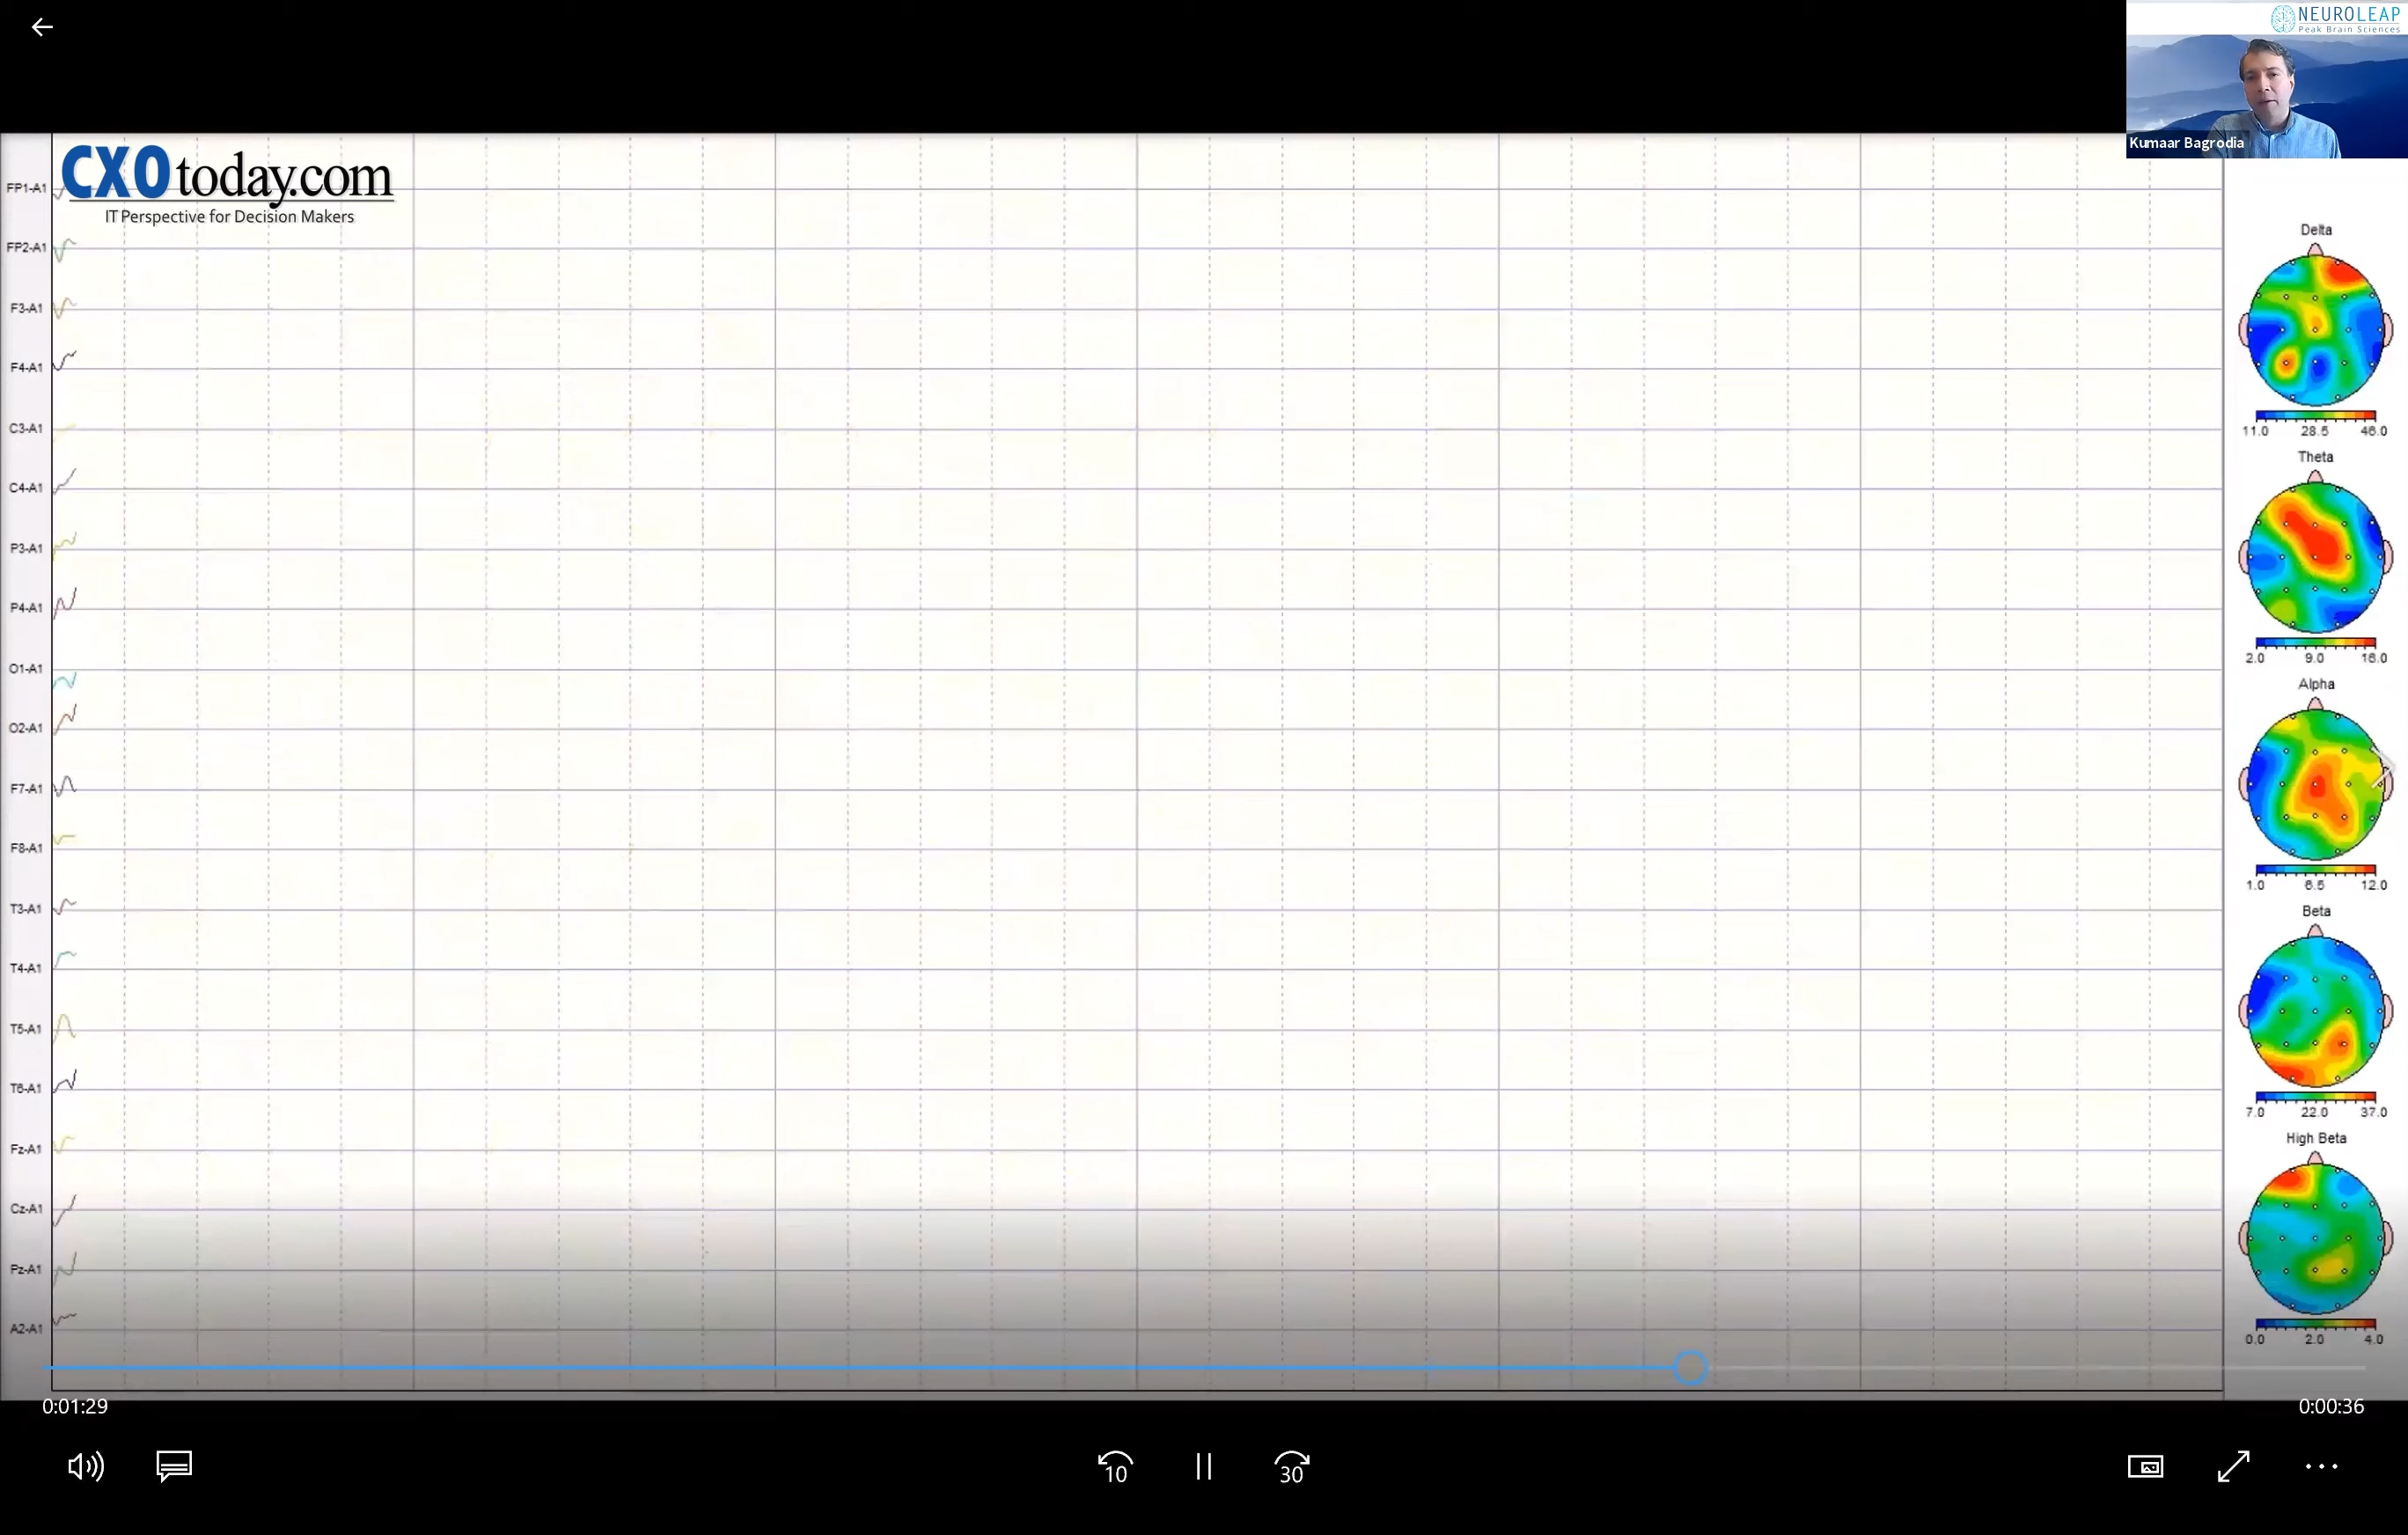 NEUROLEAP
Peak Brain Sciences
Kumaar Bagrodia
CXOtoday.com
IT Perspective for Decision Makers
FP1-A1
FP2-A1
F3-A1
F4-A1
C3-A1
C4-A1
P3-A1
P4-A1
O1-A1
O2-A1
F7-A1
F8-A1
T3-A1
T4-A1
T5-A1
T6-A1
Fz-A1
Cz-A1
Pz-A1
A2-A1
Delta
11.0 28.5 46.0
Theta
2.0 9.0 16.0
Alpha
1.0 6.5 12.0
Beta
7.0 22.0 37.0
High Beta
0.0 2.0 4.0
0:01:29
0:00:36
10
30